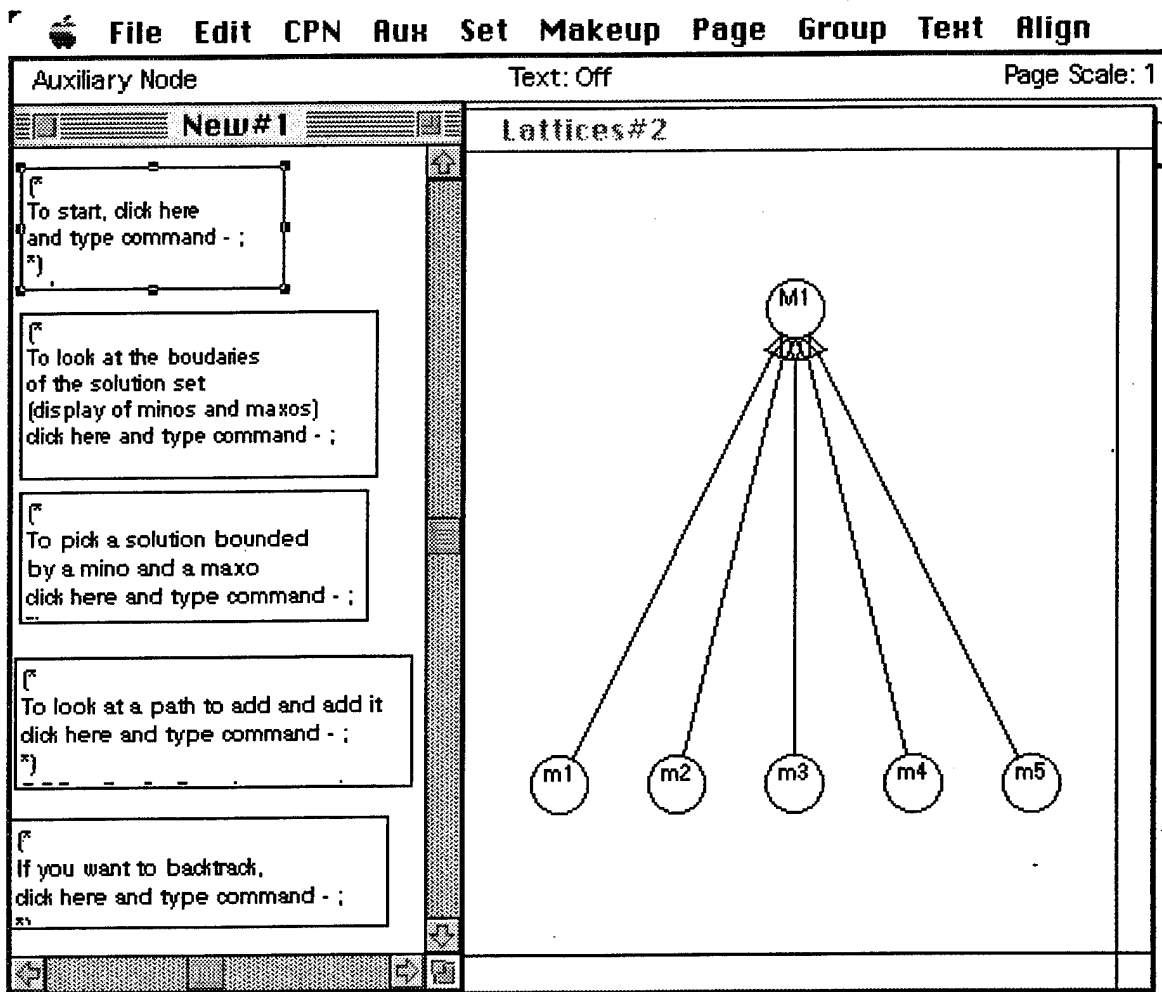 File Edit CPN Aux Set Makeup Page Group Text Align
Auxiliary Node Text: Off Page Scale: 1
New#1
(*
To start, click here
and type command - ;
*)
(*
To look at the boudaries
of the solution set
(display of minos and maxos)
click here and type command - ;
(*
To pick a solution bounded
by a mino and a maxo
click here and type command - ;
(*
To look at a path to add and add it
click here and type command - ;
*)
(*
If you want to backtrack,
click here and type command - ;
*)
Lattices#2
M1
m1 m2 m3 m4 m5